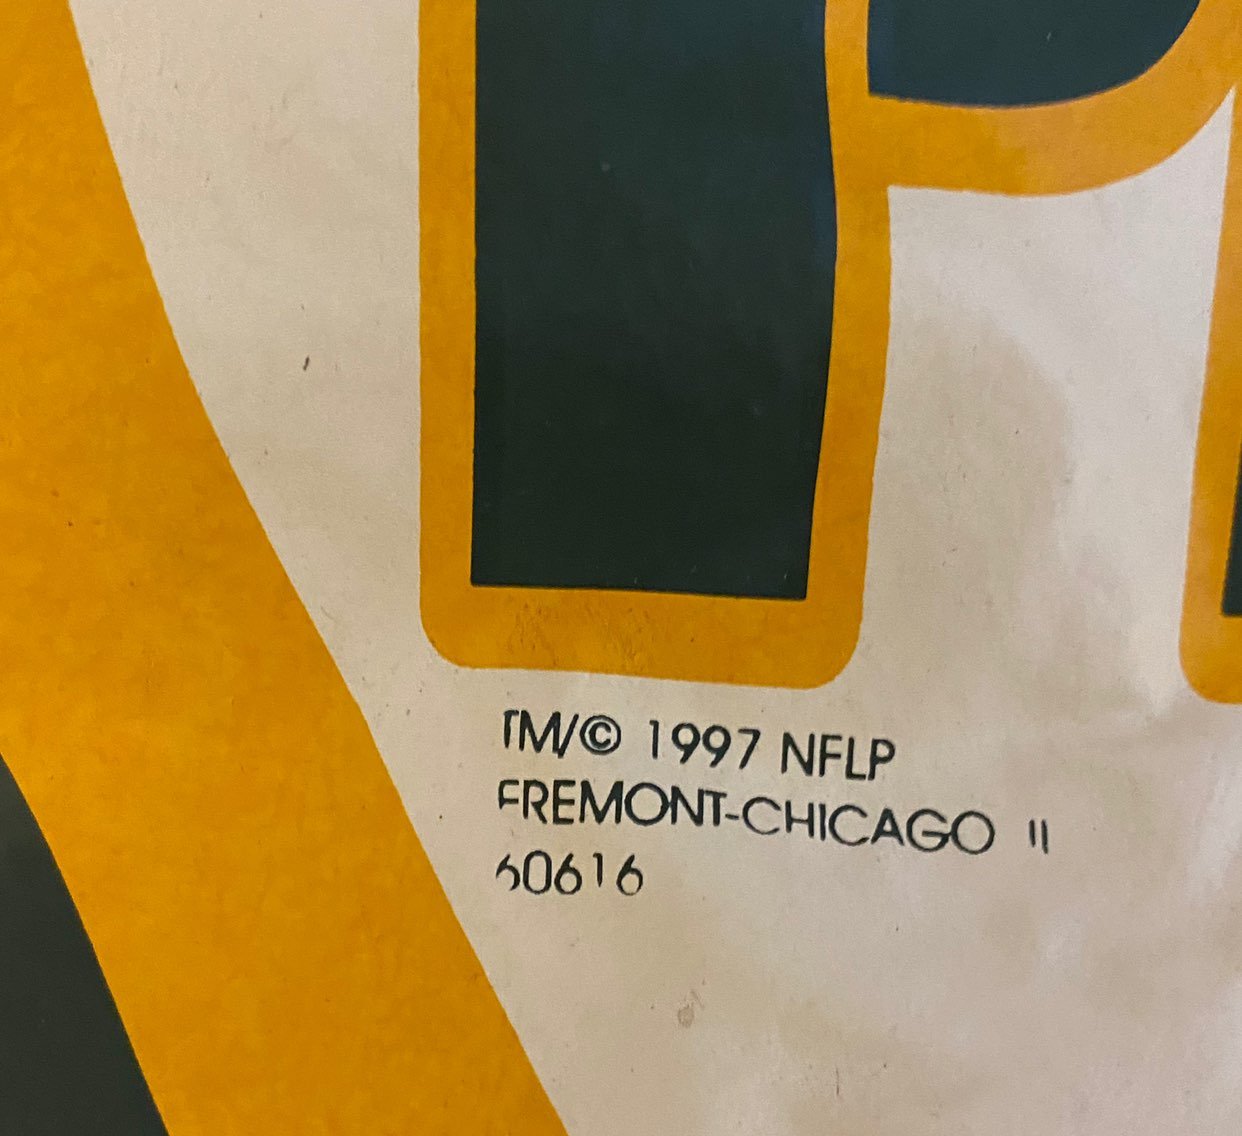 TM/© 1997 NFLP
FREMONT-CHICAGO Il
60616